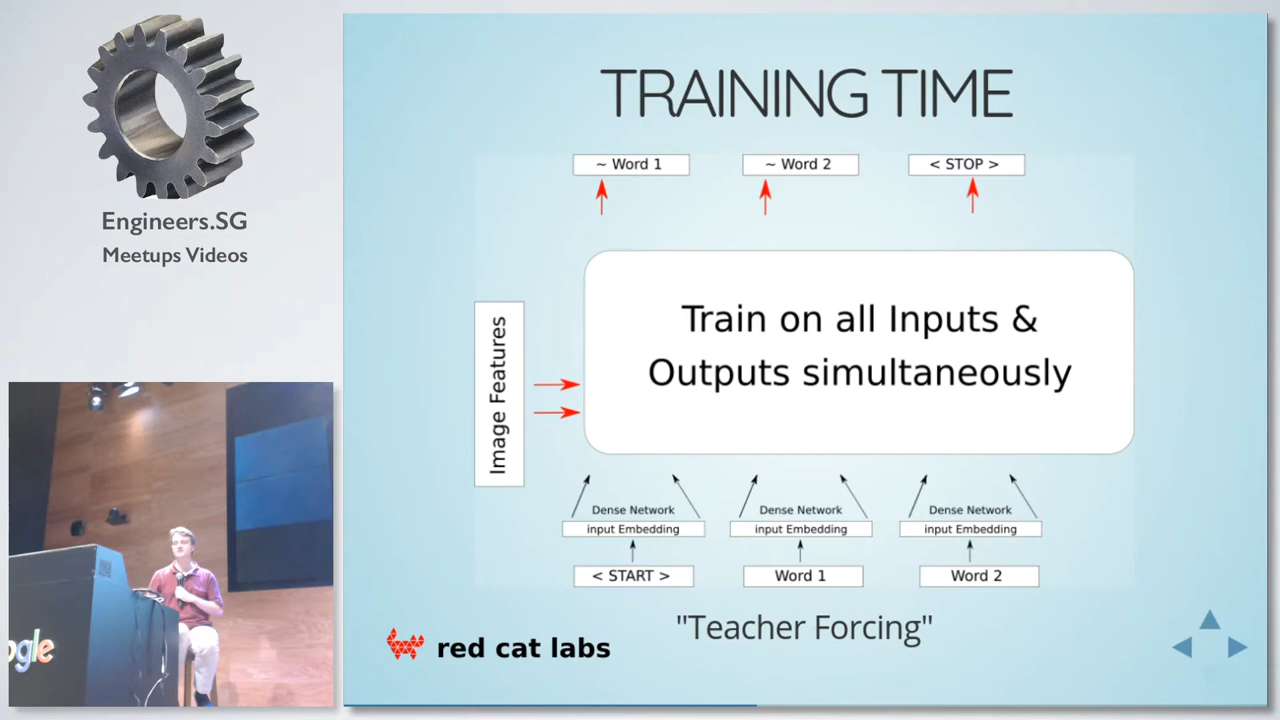 Engineers.SG
Meetups Videos
TRAINING TIME
~ Word 1
~ Word 2
< STOP >
Image Features
Train on all Inputs &
Outputs simultaneously
Dense Network
Dense Network
Dense Network
input Embedding
input Embedding
input Embedding
< START >
Word 1
Word 2
"Teacher Forcing"
red cat labs
ogle